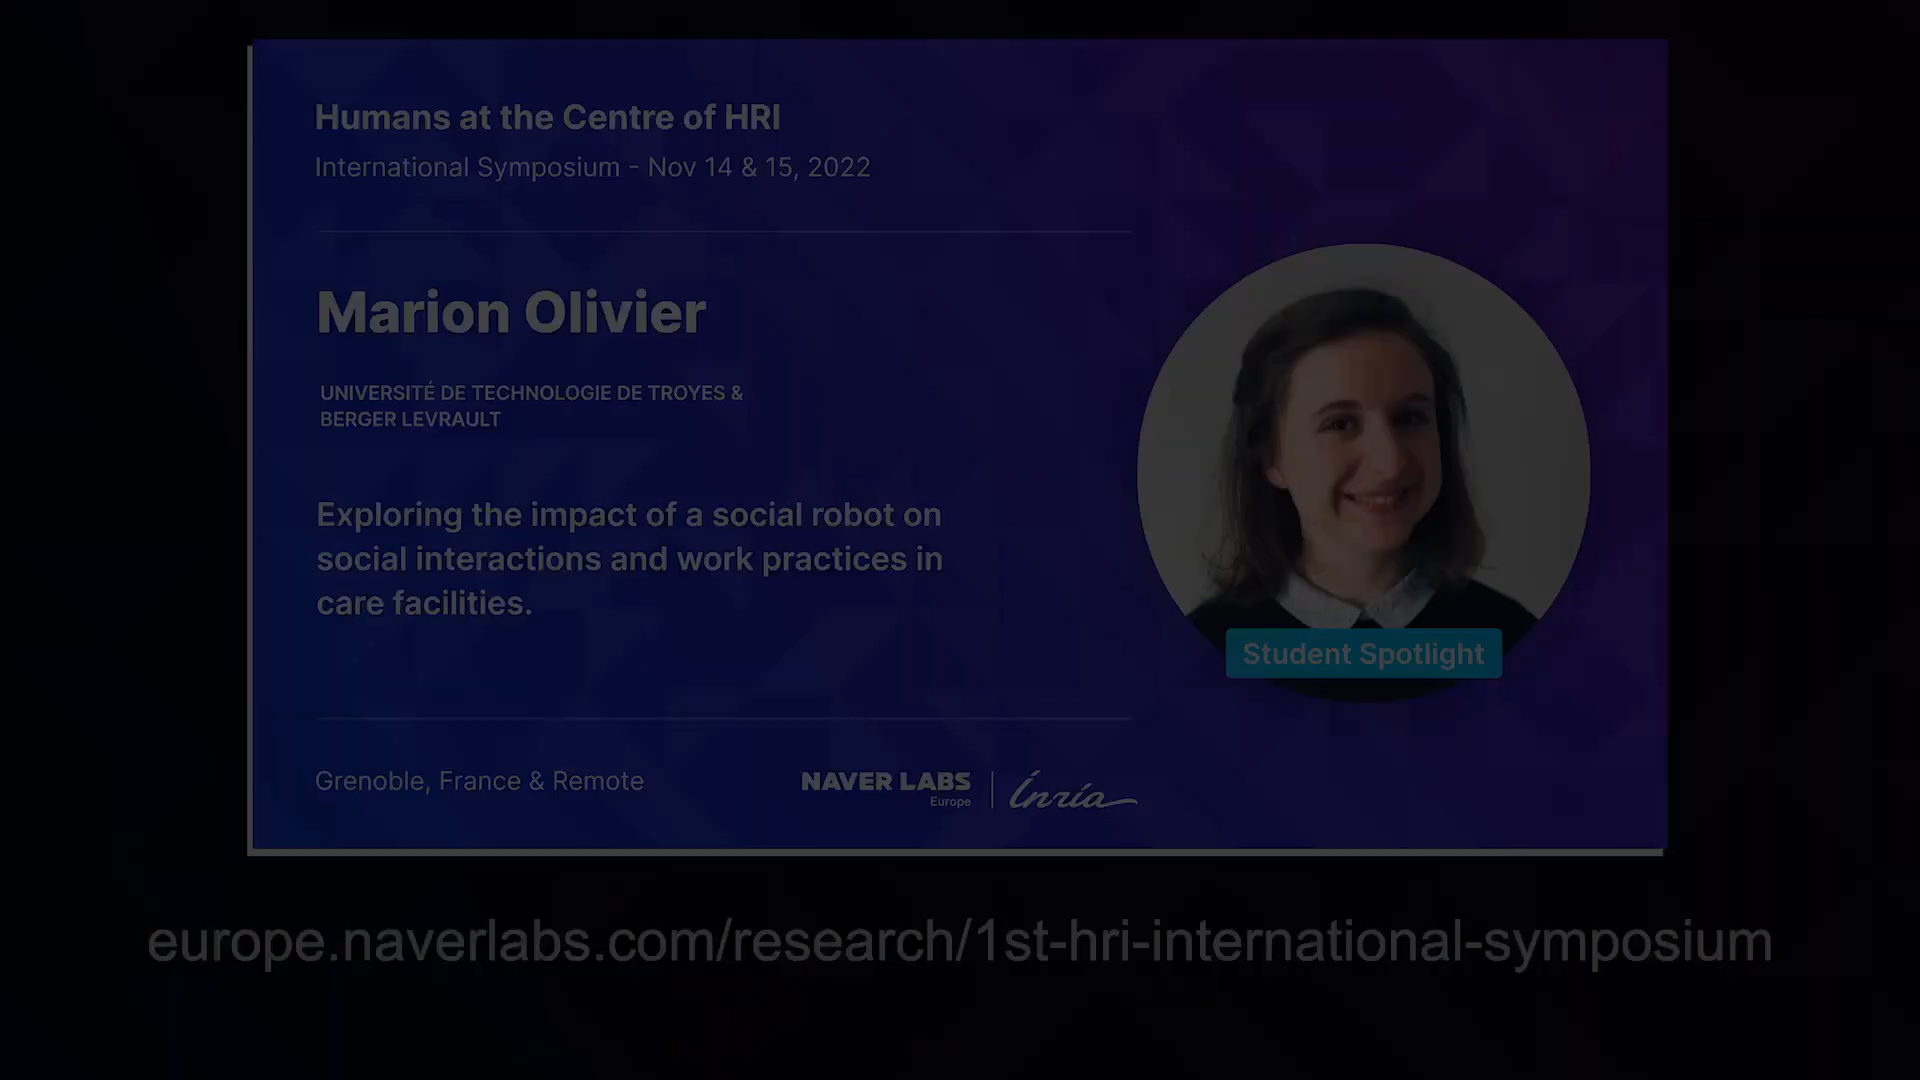 Humans at the Centre of HRI
International Symposium - Nov 14 & 15, 2022
Marion Olivier
UNIVERSITÉ DE TECHNOLOGIE DE TROYES &
BERGER LEVRAULT
Exploring the impact of a social robot on
social interactions and work practices in
care facilities.
Student Spotlight
Grenoble, France & Remote
NAVER LABS
Europe
Inría
europe.naverlabs.com/research/1st-hri-international-symposium